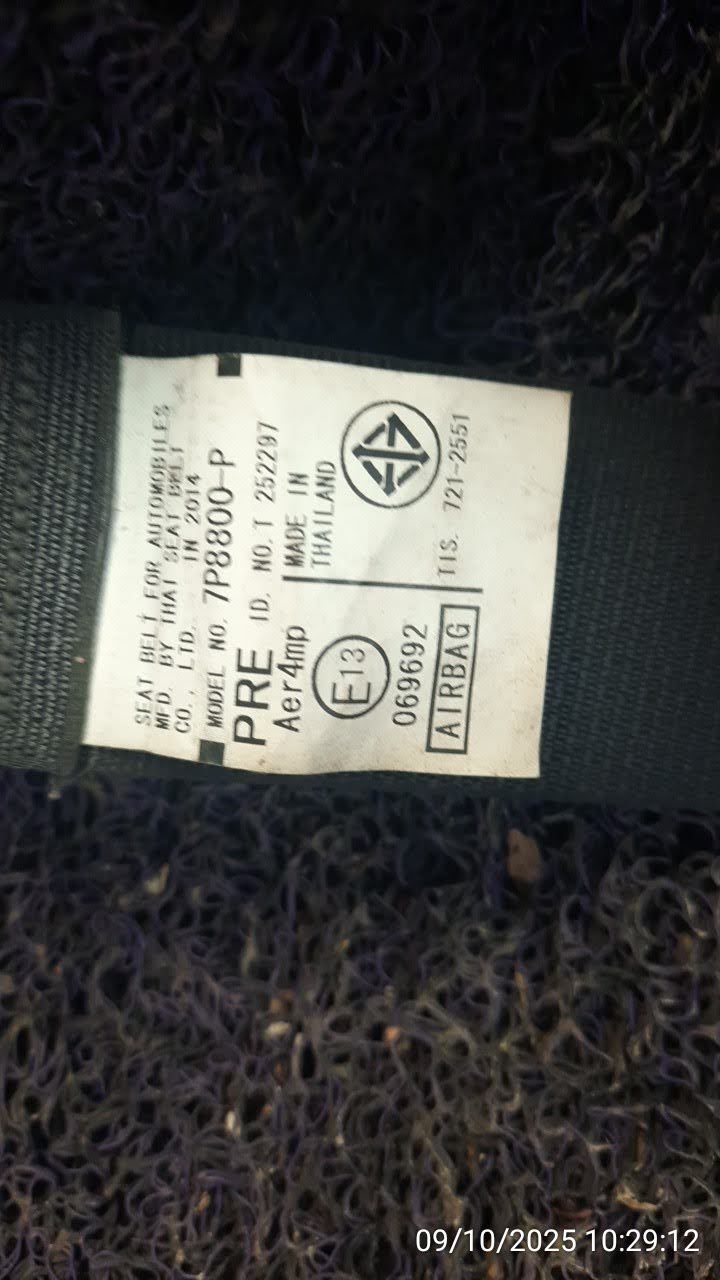 SEAT BELT FOR AUTOMOBILES
MFD. BY THAI SEAT BELT
CO., LTD. IN 2014
MODEL NO. 7P8800-P
PRE ID. NO. T 252297
Aer4mp
MADE IN
THAILAND
E13
069692
AIRBAG
TIS. 721-2551
09/10/2025 10:29:12